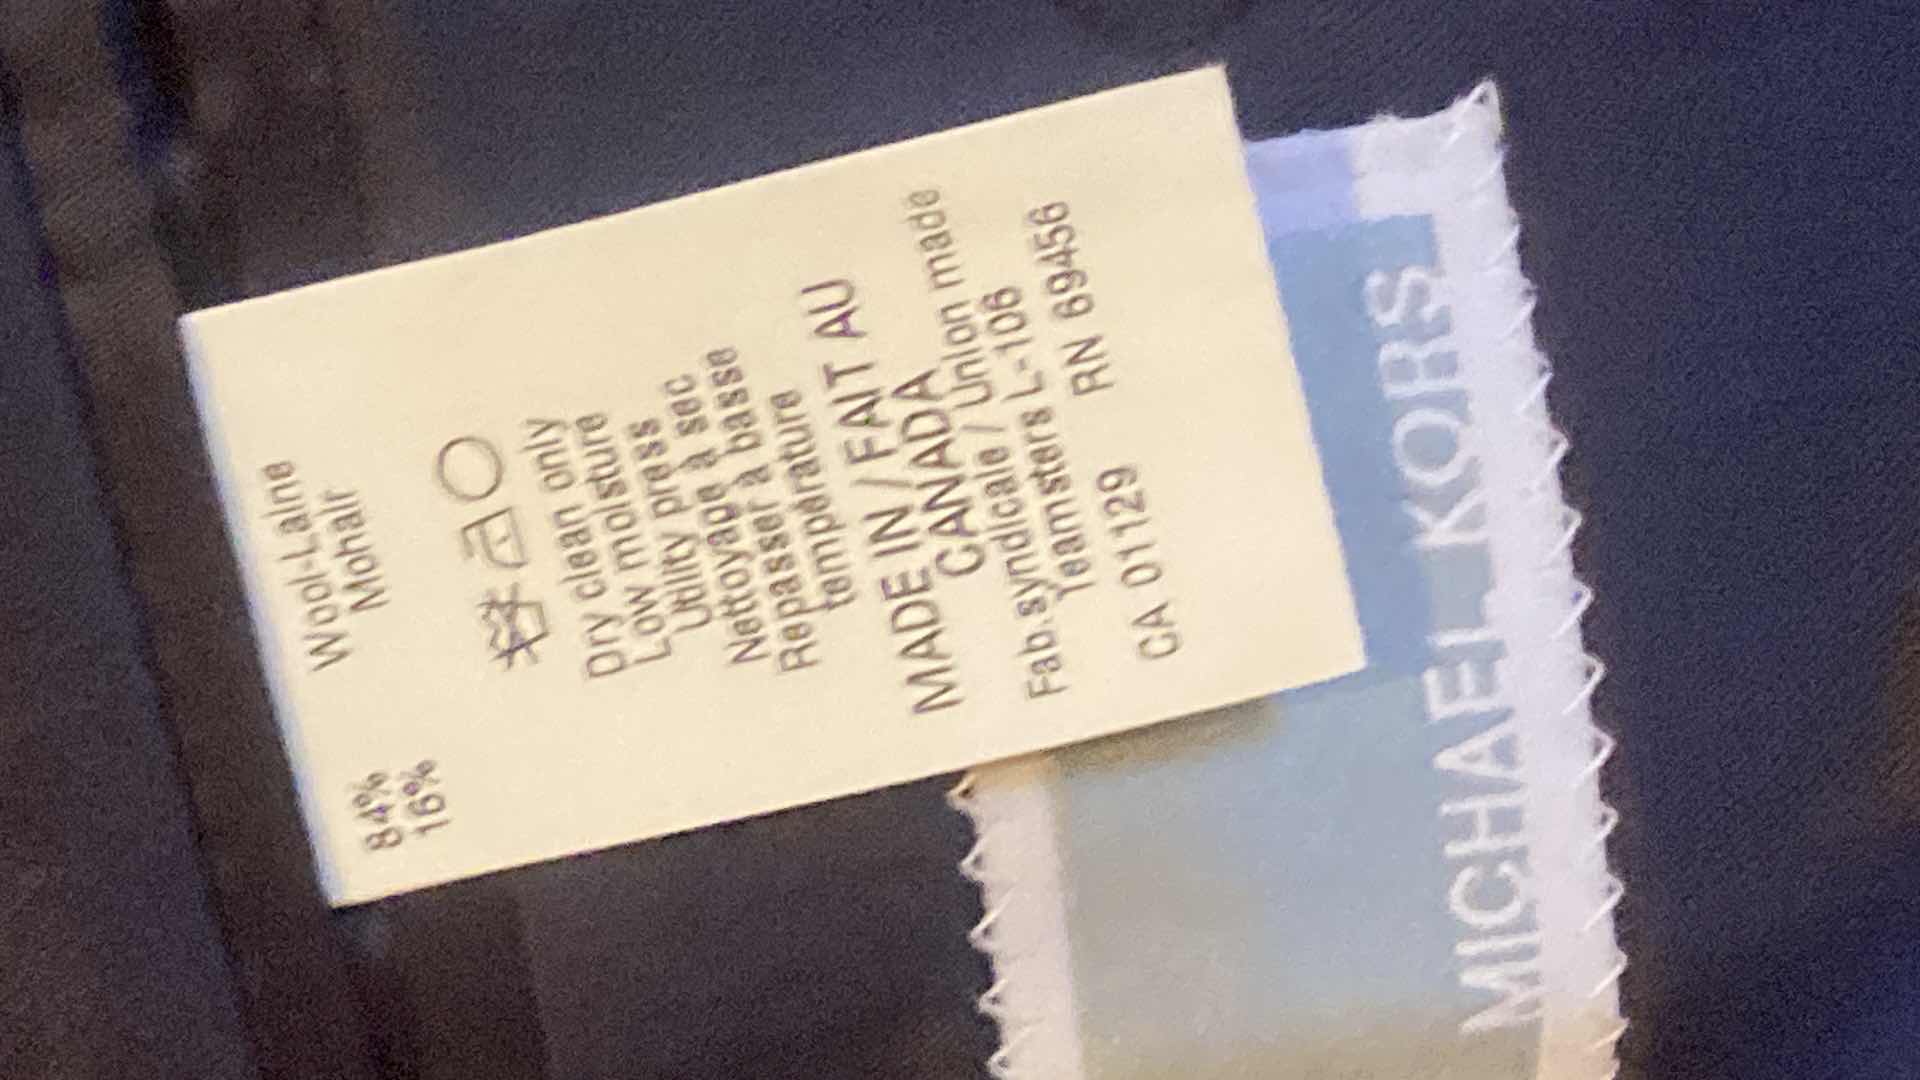 84% Wool-Laine
16% Mohair
Dry clean only
Low moisture
Utility press
Nettoyage à sec
Repasser a basse
temperature
MADE IN / FAIT AU
CANADA
Fab.syndicale / Union made
Teamsters L-106
CA 01129 RN 69456
MICHAEL KORS